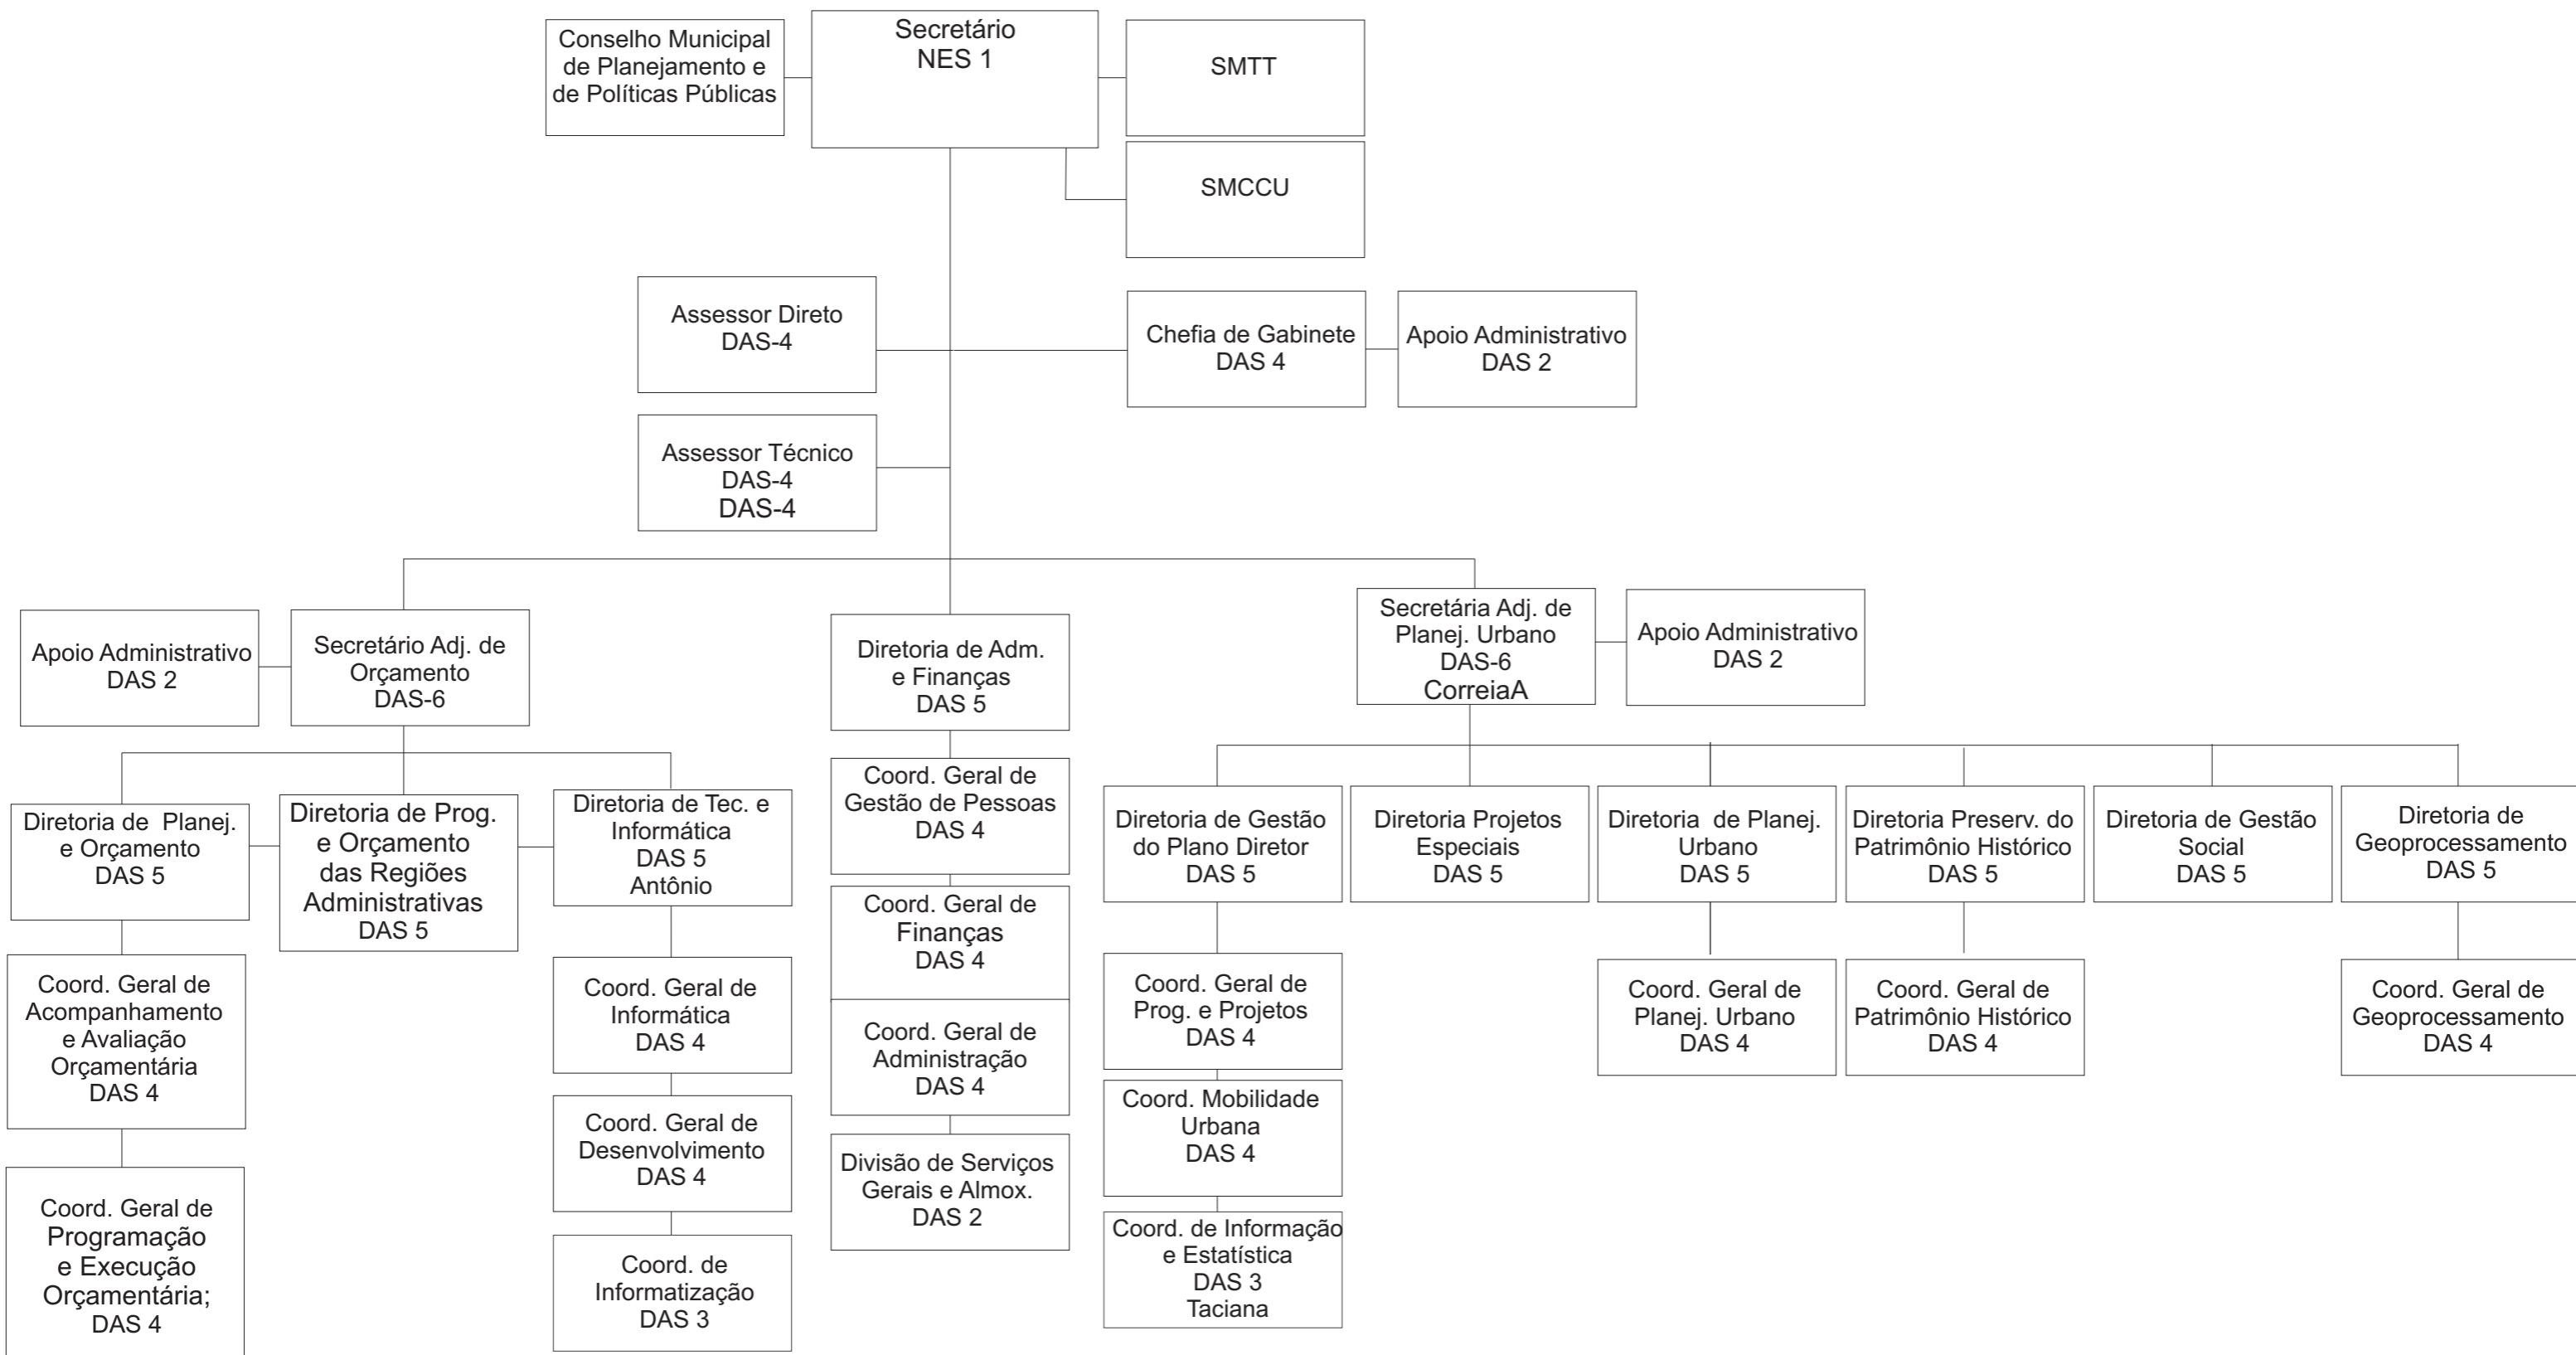 Conselho Municipal
de Planejamento e
de Políticas Públicas
Secretário
NES 1
SMTT
SMCCU
Assessor Direto
DAS-4
Chefia de Gabinete
DAS 4
Apoio Administrativo
DAS 2
Assessor Técnico
DAS-4
DAS-4
Apoio Administrativo
DAS 2
Secretário Adj. de
Orçamento
DAS-6
Diretoria de Adm.
e Finanças
DAS 5
Secretária Adj. de
Planej. Urbano
DAS-6
CorreiaA
Apoio Administrativo
DAS 2
Diretoria de Planej.
e Orçamento
DAS 5
Diretoria de Prog.
e Orçamento
das Regiões
Administrativas
DAS 5
Diretoria de Tec. e
Informática
DAS 5
Antônio
Coord. Geral de
Gestão de Pessoas
DAS 4
Diretoria de Gestão
do Plano Diretor
DAS 5
Diretoria Projetos
Especiais
DAS 5
Diretoria de Planej.
Urbano
DAS 5
Diretoria Preserv. do
Patrimônio Histórico
DAS 5
Diretoria de Gestão
Social
DAS 5
Diretoria de
Geoprocessamento
DAS 5
Coord. Geral de
Finanças
DAS 4
Coord. Geral de
Acompanhamento
e Avaliação
Orçamentária
DAS 4
Coord. Geral de
Informática
DAS 4
Coord. Geral de
Administração
DAS 4
Coord. Geral de
Prog. e Projetos
DAS 4
Coord. Geral de
Planej. Urbano
DAS 4
Coord. Geral de
Patrimônio Histórico
DAS 4
Coord. Geral de
Geoprocessamento
DAS 4
Coord. Geral de
Desenvolvimento
DAS 4
Divisão de Serviços
Gerais e Almox.
DAS 2
Coord. Mobilidade
Urbana
DAS 4
Coord. Geral de
Programação
e Execução
Orçamentária;
DAS 4
Coord. de
Informatização
DAS 3
Coord. de Informação
e Estatística
DAS 3
Taciana